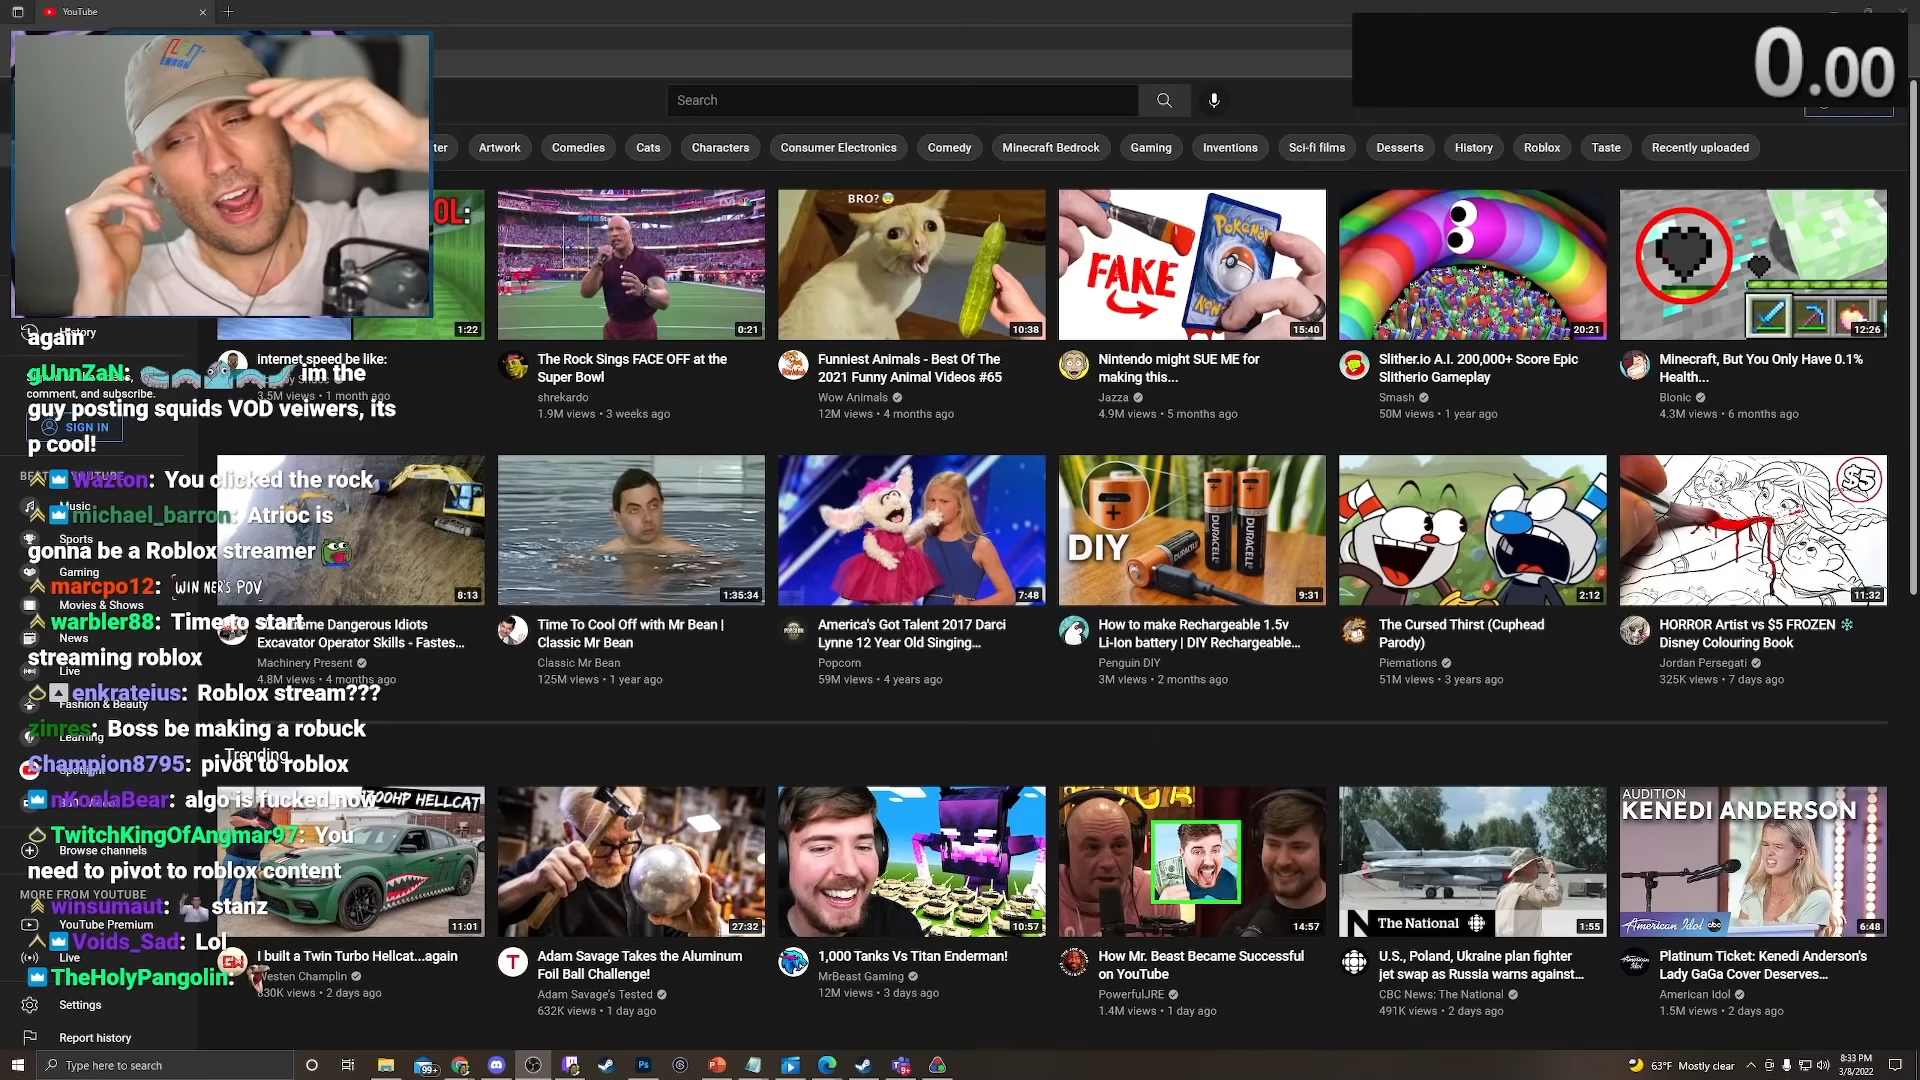 YouTube
0.00
Search
ter
Artwork
Comedies
Cats
Characters
Consumer Electronics
Comedy
Minecraft Bedrock
Gaming
Inventions
Sci-fi films
Desserts
History
Roblox
Taste
Recently uploaded
ENRON
OL:
BRO?
FAKE
POKéMON
1:22
0:21
10:38
15:40
20:21
12:26
internet speed be like:
3.5M views • 1 month ago
The Rock Sings FACE OFF at the
Super Bowl
shrekardo
1.9M views • 3 weeks ago
Funniest Animals - Best Of The
2021 Funny Animal Videos #65
Wow Animals
12M views • 4 months ago
Nintendo might SUE ME for
making this...
Jazza
4.9M views • 5 months ago
Slither.io A.I. 200,000+ Score Epic
Slitherio Gameplay
Smash
50M views • 1 year ago
Minecraft, But You Only Have 0.1%
Health...
Bionic
4.3M views • 6 months ago
History
again
gUnnZaN: im the
comment, and subscribe.
guy posting squids VOD veiwers, its
SIGN IN
p cool!
Wazton: You clicked the rock
Music
michael_barron: Atrioc is
Sports
gonna be a Roblox streamer
Gaming
marcpo12: WINNER'S POV
Movies & Shows
warbler88: Time to start
News
streaming roblox
Live
enkrateius: Roblox stream???
Fashion & Beauty
zinres: Boss be making a robuck
Learning
Champion8795: pivot to roblox
Spotlight
nKoalaBear: algo is fucked now
TwitchKingOfAngmar97: You
Browse channels
need to pivot to roblox content
MORE FROM YOUTUBE
winsumaut: stanz
YouTube Premium
Voids_Sad: Lol
Live
TheHolyPangolin:
Settings
Report history
8:13
1:35:34
7:48
DIY
DURACELL
DURACELL
9:31
2:12
$5
11:32
Dangerous Idiots
Excavator Operator Skills - Fastes...
Machinery Present
4.8M views • 4 months ago
Time To Cool Off with Mr Bean |
Classic Mr Bean
Classic Mr Bean
125M views • 1 year ago
POPCORN
America's Got Talent 2017 Darci
Lynne 12 Year Old Singing...
Popcorn
59M views • 4 years ago
How to make Rechargeable 1.5v
Li-Ion battery | DIY Rechargeable...
Penguin DIY
3M views • 2 months ago
The Cursed Thirst (Cuphead
Parody)
Piemations
51M views • 3 years ago
HORROR Artist vs $5 FROZEN
Disney Colouring Book
Jordan Persegati
325K views • 7 days ago
Trending
HELLCAT
11:01
27:32
10:57
14:57
The National
1:55
AUDITION
KENEDI ANDERSON
American Idol abc
6:48
I built a Twin Turbo Hellcat...again
Westen Champlin
830K views • 2 days ago
Adam Savage Takes the Aluminum
Foil Ball Challenge!
Adam Savage's Tested
632K views • 1 day ago
1,000 Tanks Vs Titan Enderman!
MrBeast Gaming
12M views • 3 days ago
How Mr. Beast Became Successful
on YouTube
PowerfulJRE
1.4M views • 1 day ago
U.S., Poland, Ukraine plan fighter
jet swap as Russia warns against...
CBC News: The National
491K views • 2 days ago
Platinum Ticket: Kenedi Anderson's
Lady GaGa Cover Deserves...
American Idol
1.5M views • 2 days ago
Type here to search
99+
Ps
9+
63°F Mostly clear
8:33 PM
3/8/2022